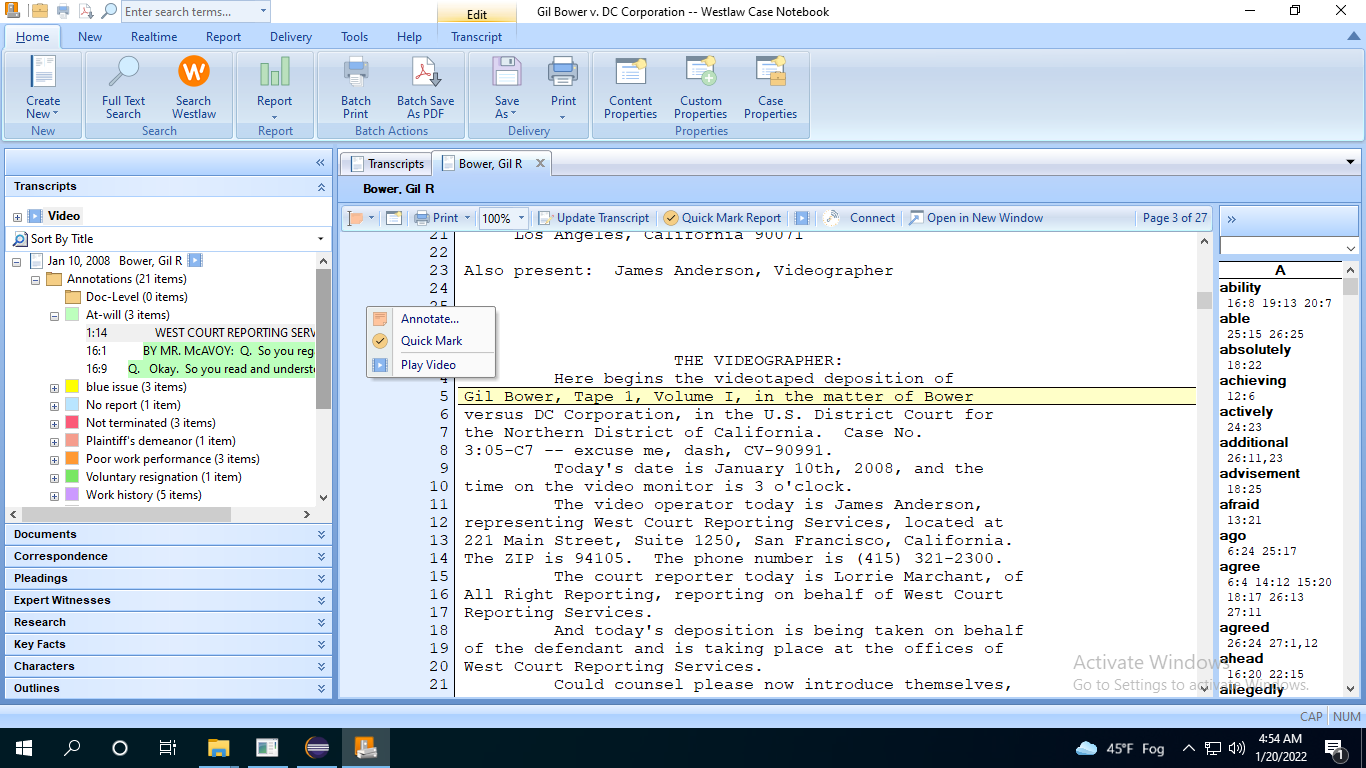 Enter search terms...
Edit
Gil Bower v. DC Corporation -- Westlaw Case Notebook
Home New Realtime Report Delivery Tools Help Transcript
Create New
Full Text Search
Search Westlaw
Report
Batch Print
Batch Save As PDF
Save As
Print
Content Properties
Custom Properties
Case Properties
New Search Report Batch Actions Delivery Properties
Transcripts
Video
Sort By Title
Jan 10, 2008 Bower, Gil R
Annotations (21 items)
Doc-Level (0 items)
At-will (3 items)
1:14 WEST COURT REPORTING SERV
16:1 BY MR. McAVOY: Q. So you reg
16:9 Q. Okay. So you read and underst
blue issue (3 items)
No report (1 item)
Not terminated (3 items)
Plaintiff's demeanor (1 item)
Poor work performance (3 items)
Voluntary resignation (1 item)
Work history (5 items)
Documents
Correspondence
Pleadings
Expert Witnesses
Research
Key Facts
Characters
Outlines
Transcripts Bower, Gil R
Bower, Gil R
Print 100% Update Transcript Quick Mark Report Connect Open in New Window Page 3 of 27
21 Los Angeles, California 90071
22
23 Also present: James Anderson, Videographer
24
25
Annotate...
Quick Mark
Play Video
THE VIDEOGRAPHER:
4 Here begins the videotaped deposition of
5 Gil Bower, Tape 1, Volume I, in the matter of Bower
6 versus DC Corporation, in the U.S. District Court for
7 the Northern District of California. Case No.
8 3:05-C7 -- excuse me, dash, CV-90991.
9 Today's date is January 10th, 2008, and the
10 time on the video monitor is 3 o'clock.
11 The video operator today is James Anderson,
12 representing West Court Reporting Services, located at
13 221 Main Street, Suite 1250, San Francisco, California.
14 The ZIP is 94105. The phone number is (415) 321-2300.
15 The court reporter today is Lorrie Marchant, of
16 All Right Reporting, reporting on behalf of West Court
17 Reporting Services.
18 And today's deposition is being taken on behalf
19 of the defendant and is taking place at the offices of
20 West Court Reporting Services.
21 Could counsel please now introduce themselves,
A
ability
16:8 19:13 20:7
able
25:15 26:25
absolutely
18:22
achieving
12:6
actively
24:23
additional
26:11,23
advisement
18:25
afraid
13:21
ago
6:24 25:17
agree
6:4 14:12 15:20
18:17 26:13
27:11
agreed
26:24 27:1,12
ahead
16:20 22:15
allegedly
Activate Windows
Go to Settings to activate Windows.
CAP NUM
45°F Fog
4:54 AM
1/20/2022
1